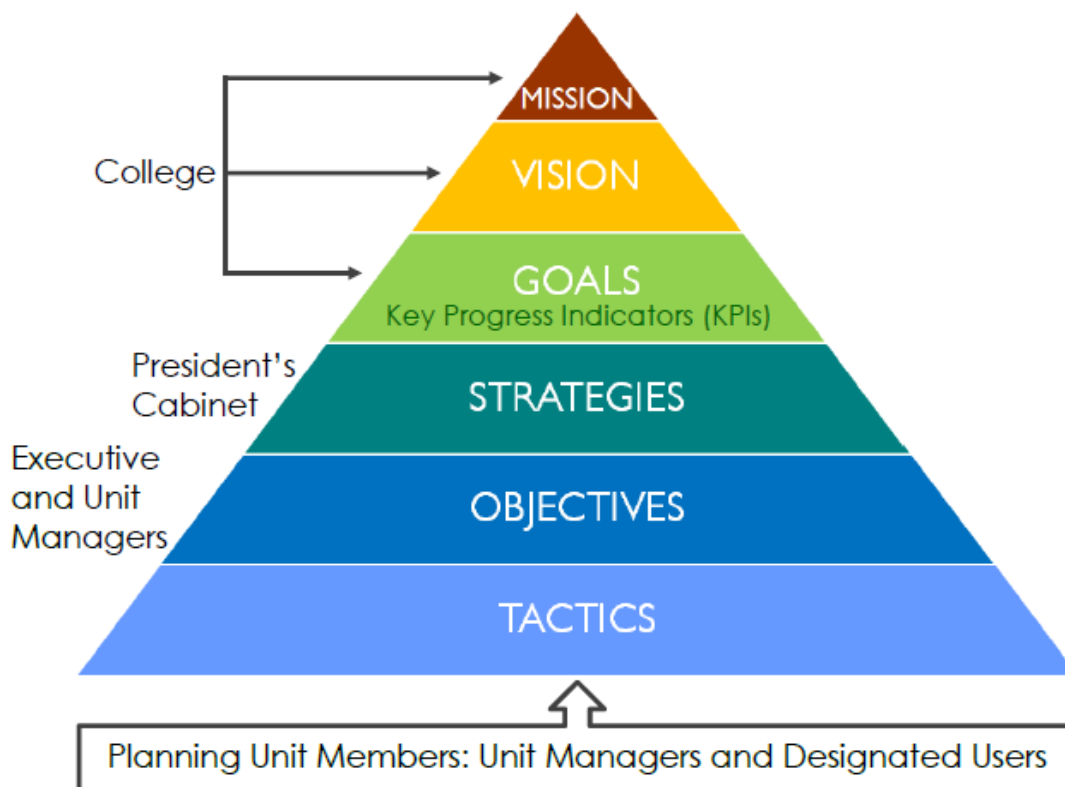 MISSION
College
VISION
GOALS
Key Progress Indicators (KPIs)
President’s
Cabinet
STRATEGIES
Executive
and Unit
Managers
OBJECTIVES
TACTICS
Planning Unit Members: Unit Managers and Designated Users